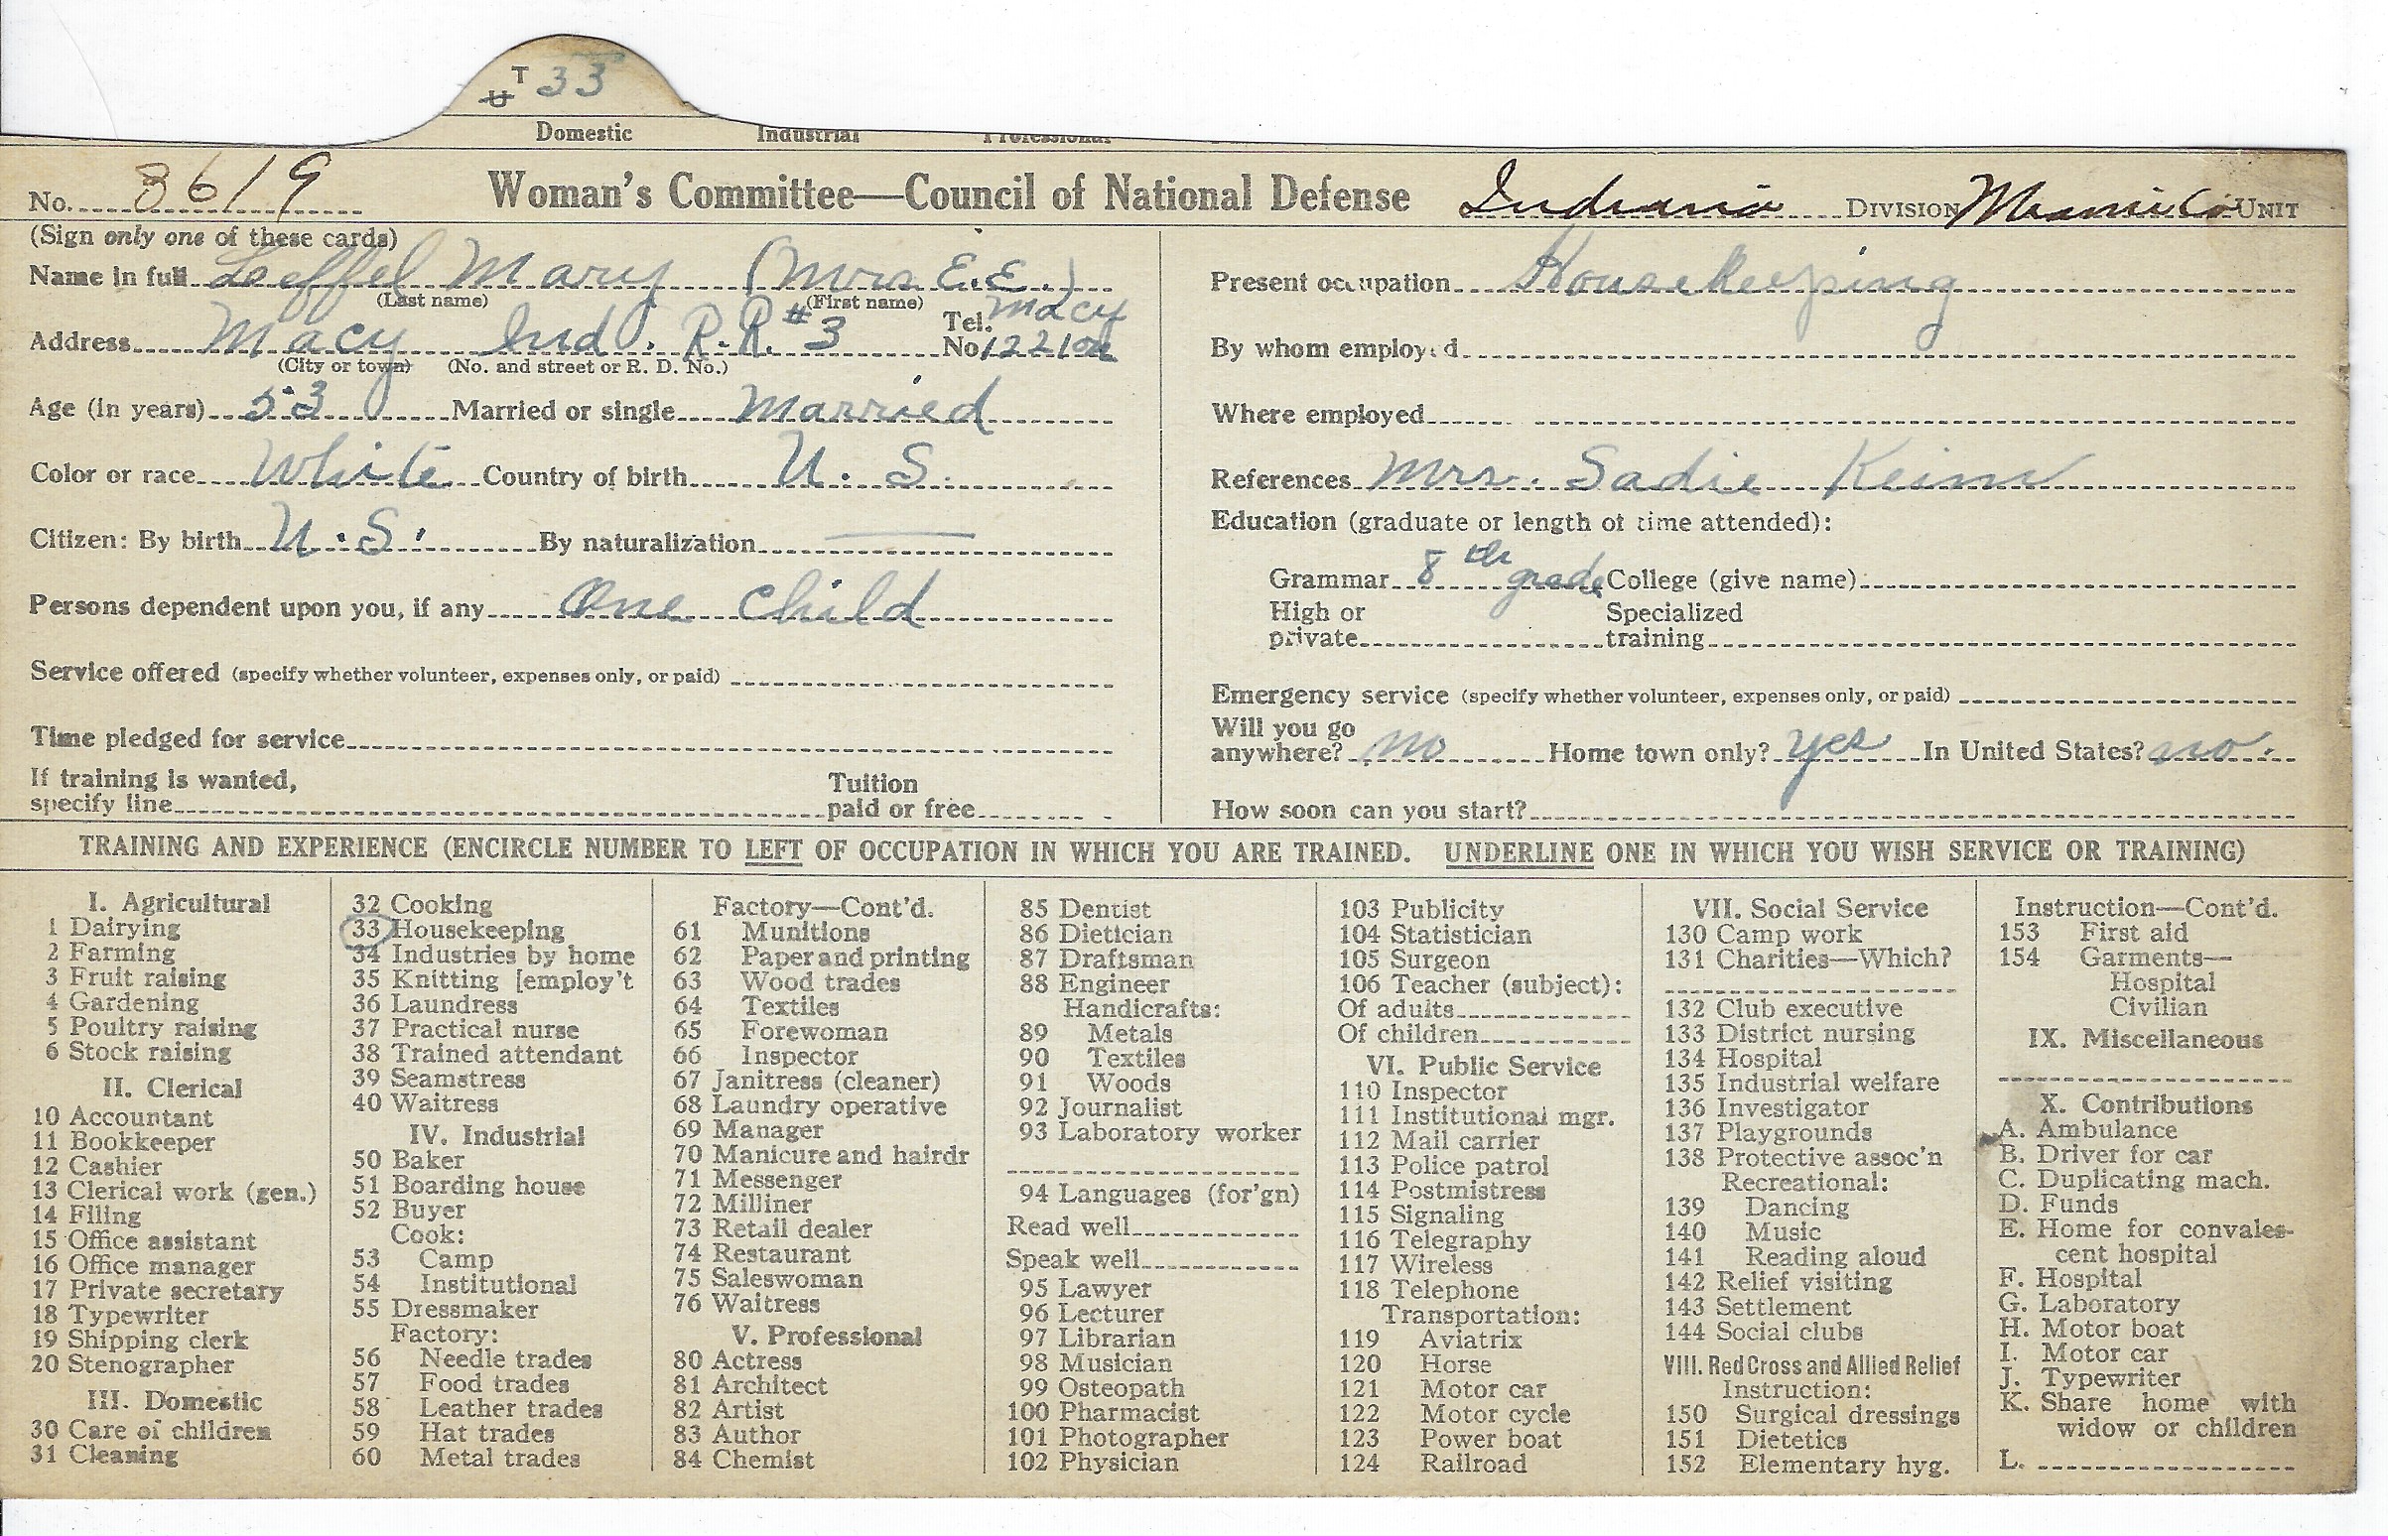 T 33
U
Domestic Industrial Professional
No. 3619 Woman's Committee—Council of National Defense Indiana DIVISION Miami Co. UNIT
(Sign only one of these cards)
Name in full Leffel Mary (Mrs E.E.)
(Last name) (First name)
Address Macy Ind. R.R. #3 Tel. No. Macy 122 on
(City or town) (No. and street or R. D. No.)
Age (in years) 53 Married or single Married
Color or race White Country of birth U. S.
Citizen: By birth U.S. By naturalization —
Persons dependent upon you, if any One Child
Service offered (specify whether volunteer, expenses only, or paid)
Time pledged for service
If training is wanted,
specify line Tuition paid or free
Present occupation Housekeeping
By whom employed
Where employed
References Mrs. Sadie Keim
Education (graduate or length of time attended):
Grammar 8th grade College (give name)
High or private Specialized training
Emergency service (specify whether volunteer, expenses only, or paid)
Will you go
anywhere? no Home town only? yes In United States? no.
How soon can you start?
TRAINING AND EXPERIENCE (ENCIRCLE NUMBER TO LEFT OF OCCUPATION IN WHICH YOU ARE TRAINED. UNDERLINE ONE IN WHICH YOU WISH SERVICE OR TRAINING)
I. Agricultural
1 Dairying
2 Farming
3 Fruit raising
4 Gardening
5 Poultry raising
6 Stock raising
II. Clerical
10 Accountant
11 Bookkeeper
12 Cashier
13 Clerical work (gen.)
14 Filing
15 Office assistant
16 Office manager
17 Private secretary
18 Typewriter
19 Shipping clerk
20 Stenographer
III. Domestic
30 Care of children
31 Cleaning
32 Cooking
33 Housekeeping
34 Industries by home
35 Knitting [employ't
36 Laundress
37 Practical nurse
38 Trained attendant
39 Seamstress
40 Waitress
IV. Industrial
50 Baker
51 Boarding house
52 Buyer
Cook:
53 Camp
54 Institutional
55 Dressmaker
Factory:
56 Needle trades
57 Food trades
58 Leather trades
59 Hat trades
60 Metal trades
Factory—Cont'd.
61 Munitions
62 Paper and printing
63 Wood trades
64 Textiles
65 Forewoman
66 Inspector
67 Janitress (cleaner)
68 Laundry operative
69 Manager
70 Manicure and hairdr
71 Messenger
72 Milliner
73 Retail dealer
74 Restaurant
75 Saleswoman
76 Waitress
V. Professional
80 Actress
81 Architect
82 Artist
83 Author
84 Chemist
85 Dentist
86 Dietician
87 Draftsman
88 Engineer
Handicrafts:
89 Metals
90 Textiles
91 Woods
92 Journalist
93 Laboratory worker
94 Languages (for'gn)
Read well
Speak well
95 Lawyer
96 Lecturer
97 Librarian
98 Musician
99 Osteopath
100 Pharmacist
101 Photographer
102 Physician
103 Publicity
104 Statistician
105 Surgeon
106 Teacher (subject):
Of adults
Of children
VI. Public Service
110 Inspector
111 Institutional mgr.
112 Mail carrier
113 Police patrol
114 Postmistress
115 Signaling
116 Telegraphy
117 Wireless
118 Telephone
Transportation:
119 Aviatrix
120 Horse
121 Motor car
122 Motor cycle
123 Power boat
124 Railroad
VII. Social Service
130 Camp work
131 Charities—Which?
132 Club executive
133 District nursing
134 Hospital
135 Industrial welfare
136 Investigator
137 Playgrounds
138 Protective assoc'n
Recreational:
139 Dancing
140 Music
141 Reading aloud
142 Relief visiting
143 Settlement
144 Social clubs
VIII. Red Cross and Allied Relief
Instruction:
150 Surgical dressings
151 Dietetics
152 Elementary hyg.
Instruction—Cont'd.
153 First aid
154 Garments—
Hospital
Civilian
IX. Miscellaneous
X. Contributions
A. Ambulance
B. Driver for car
C. Duplicating mach.
D. Funds
E. Home for convales-
cent hospital
F. Hospital
G. Laboratory
H. Motor boat
I. Motor car
J. Typewriter
K. Share home with
widow or children
L.